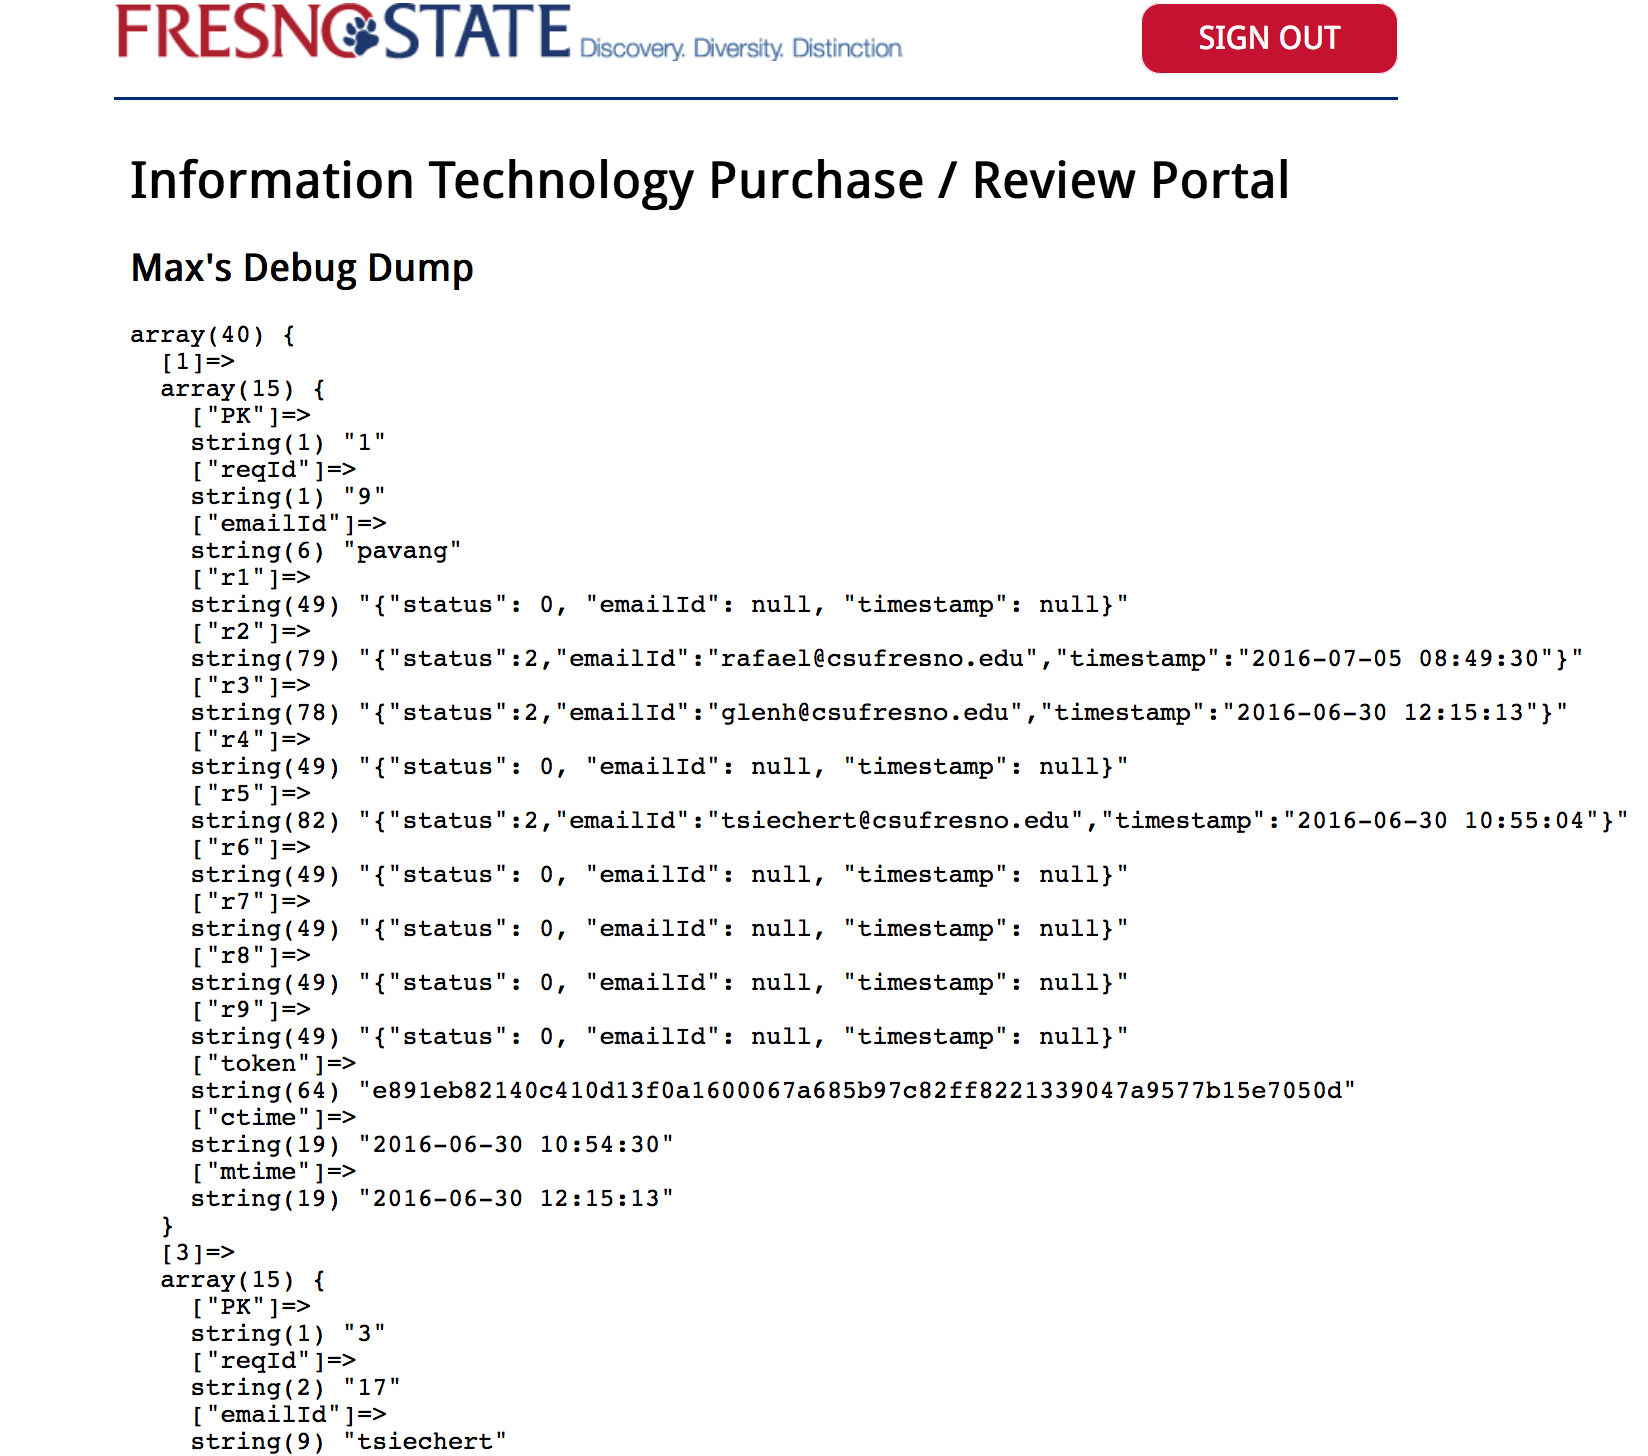 FRESNO STATE Discovery. Diversity. Distinction.
SIGN OUT
Information Technology Purchase / Review Portal
Max's Debug Dump
array(40) {
  [1]=>
  array(15) {
    ["PK"]=>
    string(1) "1"
    ["reqId"]=>
    string(1) "9"
    ["emailId"]=>
    string(6) "pavang"
    ["r1"]=>
    string(49) "{"status": 0, "emailId": null, "timestamp": null}"
    ["r2"]=>
    string(79) "{"status":2,"emailId":"rafael@csufresno.edu","timestamp":"2016-07-05 08:49:30"}"
    ["r3"]=>
    string(78) "{"status":2,"emailId":"glenh@csufresno.edu","timestamp":"2016-06-30 12:15:13"}"
    ["r4"]=>
    string(49) "{"status": 0, "emailId": null, "timestamp": null}"
    ["r5"]=>
    string(82) "{"status":2,"emailId":"tsiechert@csufresno.edu","timestamp":"2016-06-30 10:55:04"}"
    ["r6"]=>
    string(49) "{"status": 0, "emailId": null, "timestamp": null}"
    ["r7"]=>
    string(49) "{"status": 0, "emailId": null, "timestamp": null}"
    ["r8"]=>
    string(49) "{"status": 0, "emailId": null, "timestamp": null}"
    ["r9"]=>
    string(49) "{"status": 0, "emailId": null, "timestamp": null}"
    ["token"]=>
    string(64) "e891eb82140c410d13f0a1600067a685b97c82ff8221339047a9577b15e7050d"
    ["ctime"]=>
    string(19) "2016-06-30 10:54:30"
    ["mtime"]=>
    string(19) "2016-06-30 12:15:13"
  }
  [3]=>
  array(15) {
    ["PK"]=>
    string(1) "3"
    ["reqId"]=>
    string(2) "17"
    ["emailId"]=>
    string(9) "tsiechert"